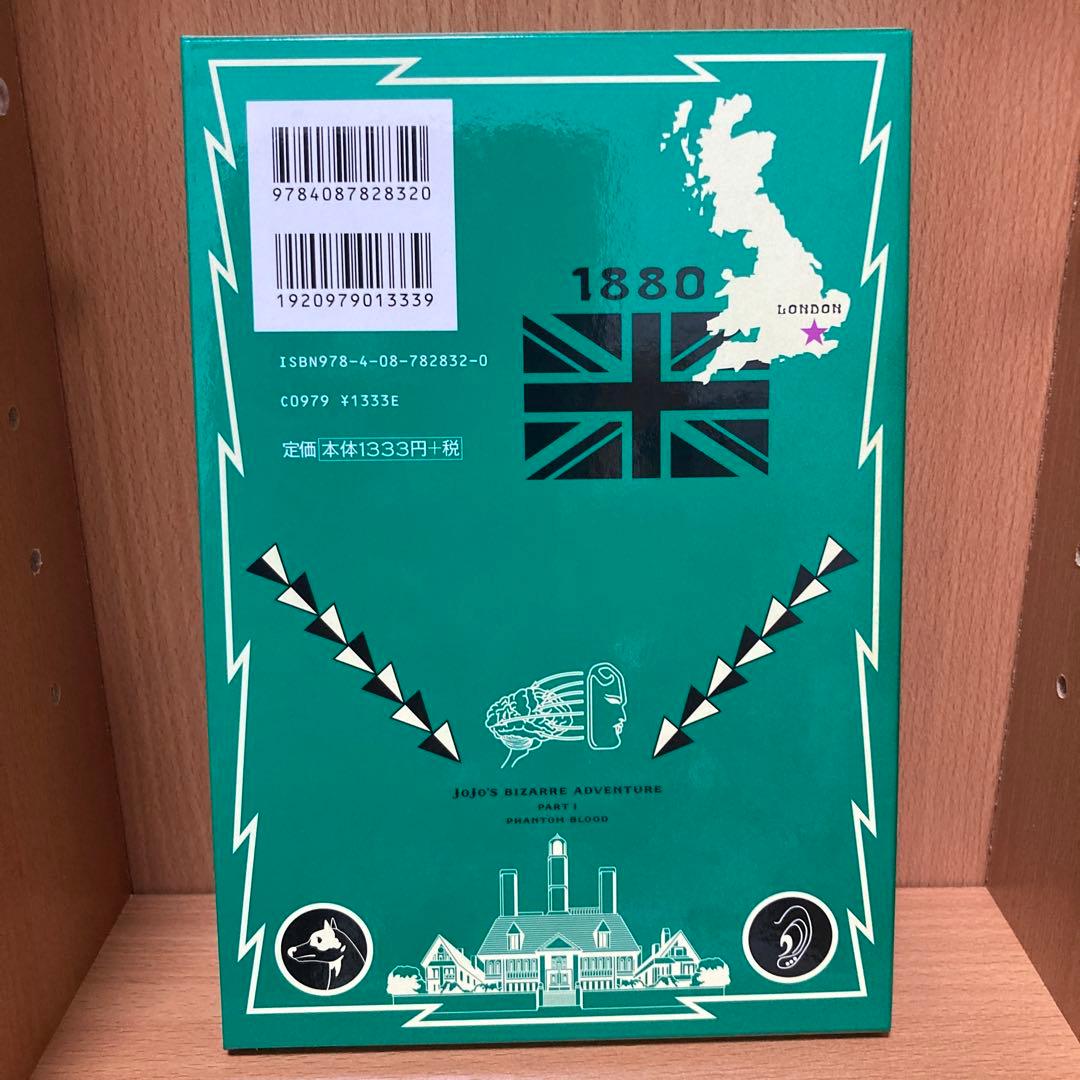 9784087828320
1920979013339
ISBN978-4-08-782832-0
C0979 ¥1333E
定価 本体1333円+税
1880
LONDON
JOJO'S BIZARRE ADVENTURE
PART 1
PHANTOM BLOOD